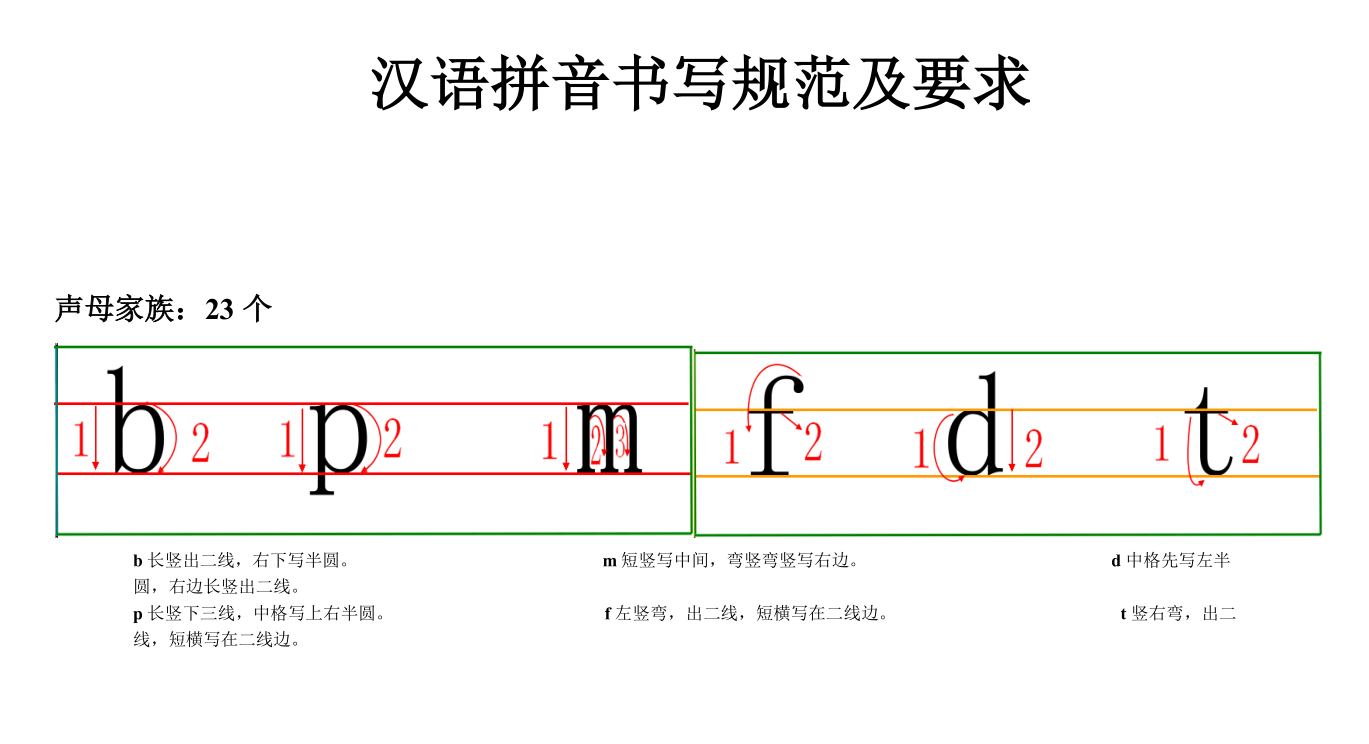 汉语拼音书写规范及要求
声母家族：23 个
1 b 2 1 p 2 1 m 2 3 1 f 2 1 d 2 1 t 2
b 长竖出二线，右下写半圆。 m 短竖写中间，弯竖弯竖写右边。 d 中格先写左半
圆，右边长竖出二线。
p 长竖下三线，中格写上右半圆。 f 左竖弯，出二线，短横写在二线边。 t 竖右弯，出二
线，短横写在二线边。